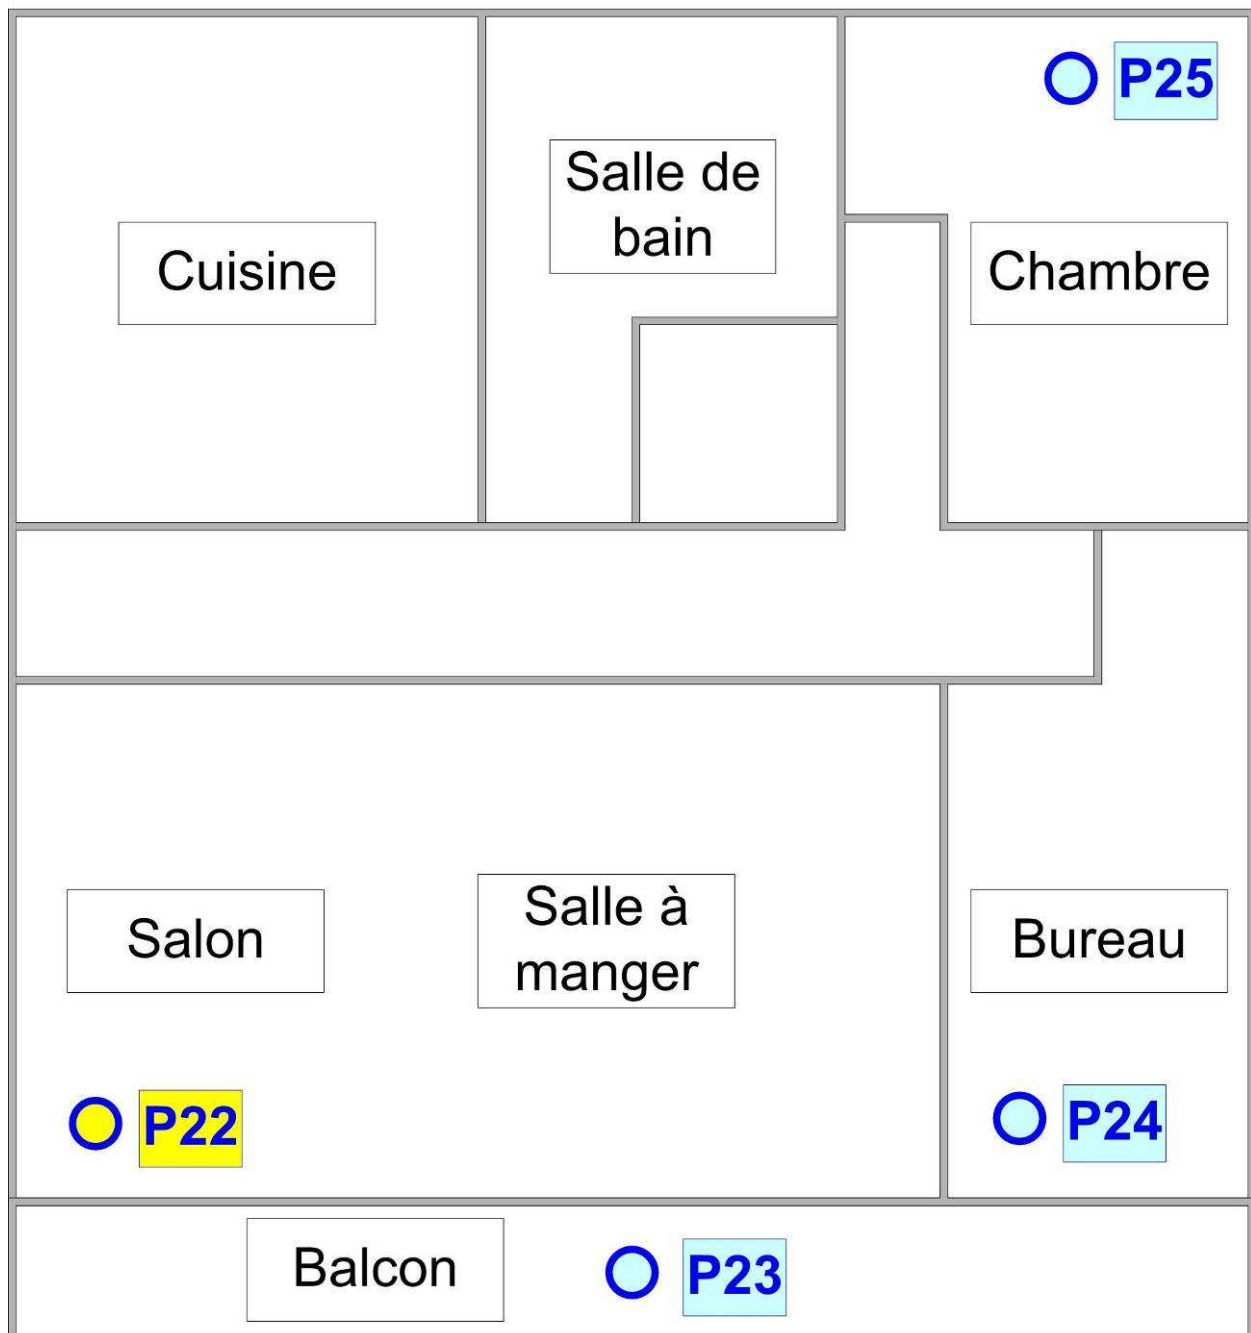 P25
Salle de
bain
Cuisine
Chambre
Salon
Salle à
manger
Bureau
P22
P24
Balcon
P23